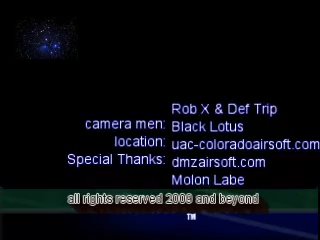 Rob X & Def Trip
camera men: Black Lotus
location: uac-coloradoairsoft.com
Special Thanks: dmzairsoft.com
Molon Labe
all rights reserved 2009 and beyond
™